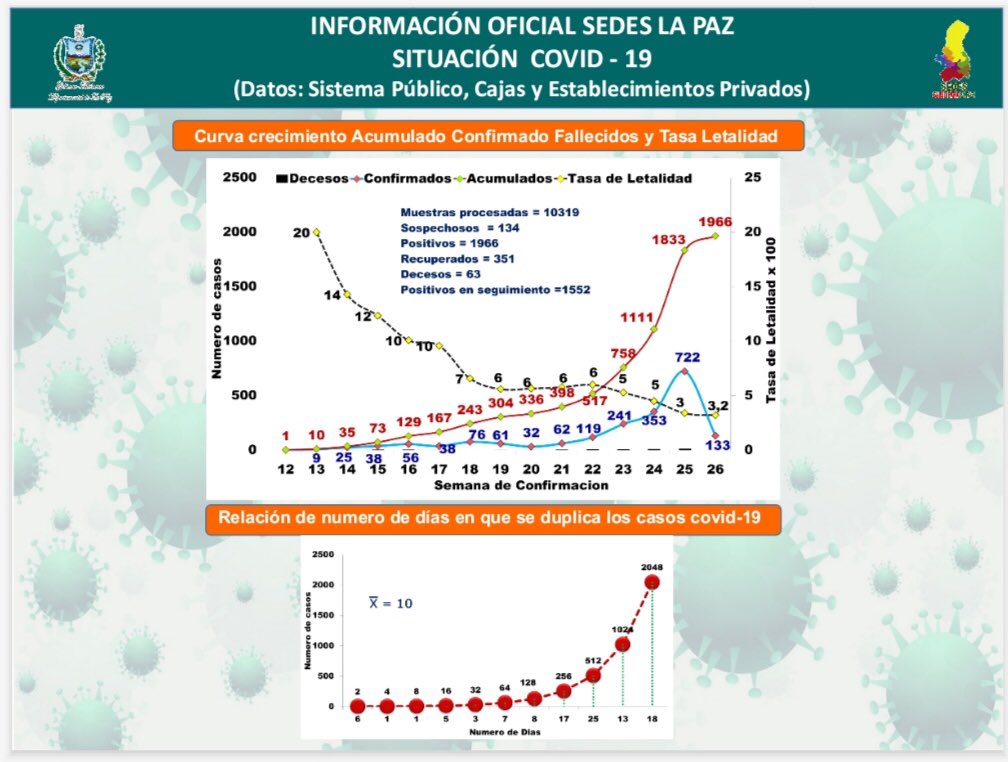 INFORMACIÓN OFICIAL SEDES LA PAZ
SITUACIÓN COVID - 19
(Datos: Sistema Público, Cajas y Establecimientos Privados)
SEDES
Curva crecimiento Acumulado Confirmado Fallecidos y Tasa Letalidad
Decesos Confirmados Acumulados Tasa de Letalidad
Muestras procesadas = 10319
Sospechosos = 134
Positivos = 1966
Recuperados = 351
Decesos = 63
Positivos en seguimiento =1552
Numero de casos
2500
2000
1500
1000
500
0
Tasa de Letalidad x 100
25
20
15
10
5
0
20 14 12 10 10 7 6 6 6 6 5 5 3 3,2
1 10 35 73 129 167 243 304 336 398 517 758 1111 1833 1966
9 25 38 56 38 76 61 32 62 119 241 353 722 133
12 13 14 15 16 17 18 19 20 21 22 23 24 25 26
Semana de Confirmacion
Relación de numero de días en que se duplica los casos covid-19
Numero de casos
2500
2000
1500
1000
500
0
X̅ = 10
2 4 8 16 32 64 128 256 512 1024 2048
6 1 1 5 3 7 8 17 25 13 18
Numero de Dias